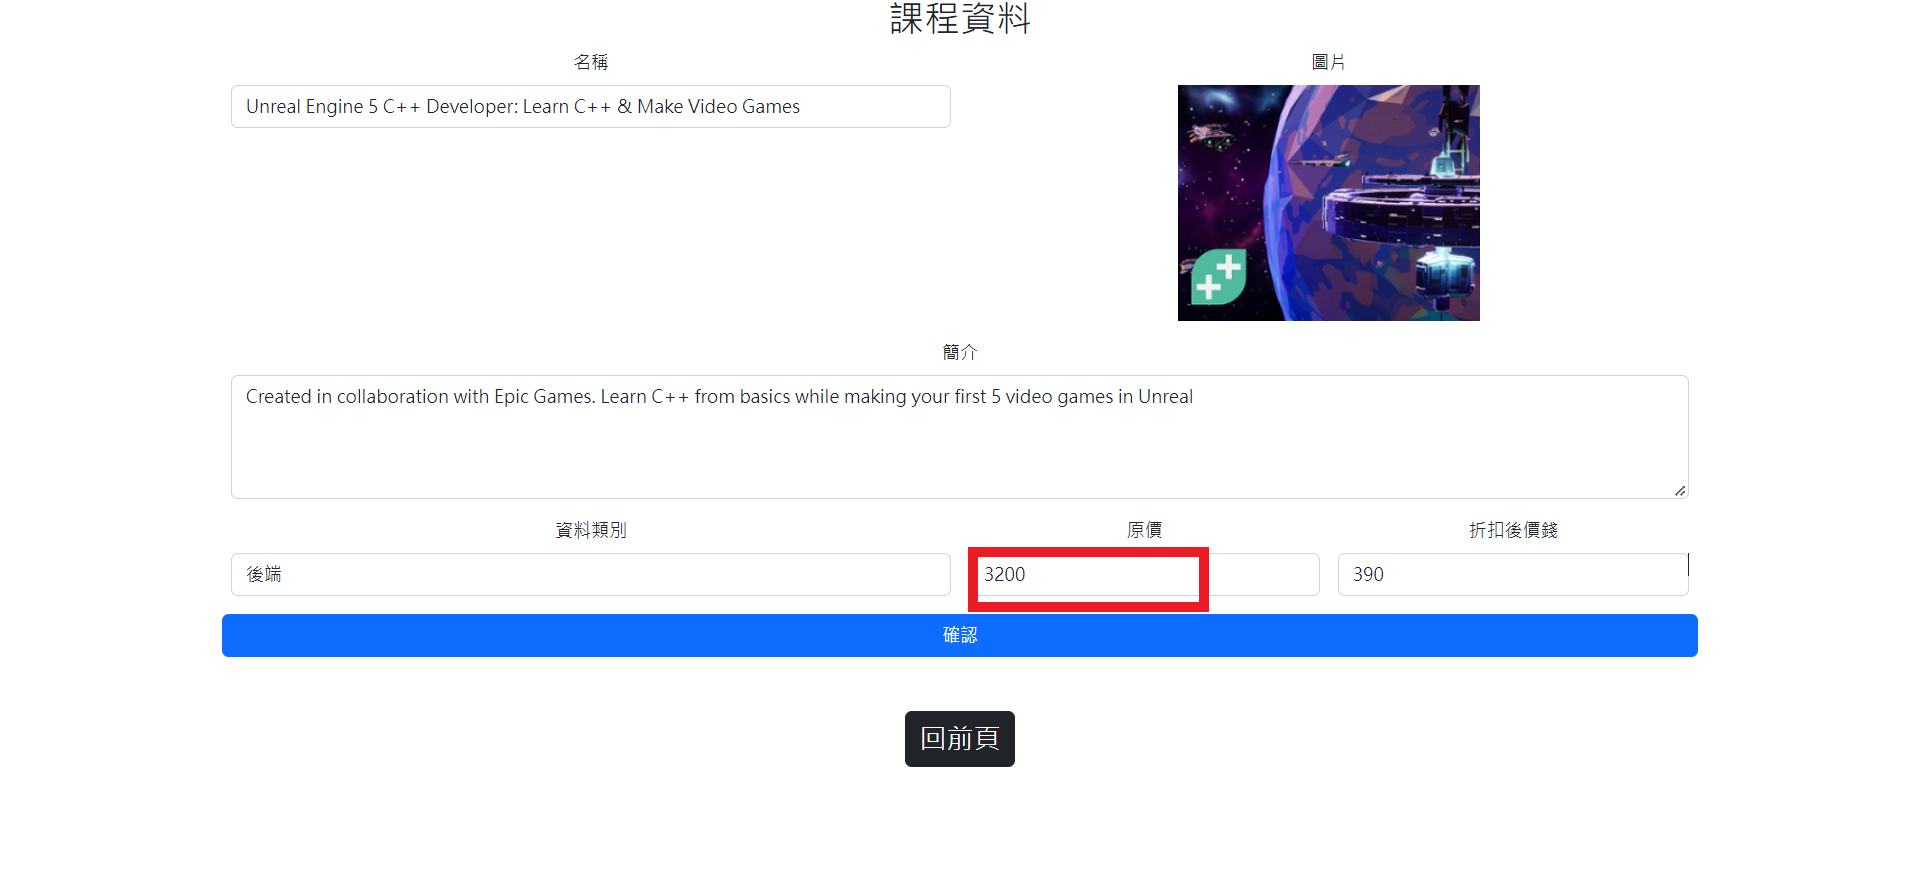 課程資料
名稱
圖片
Unreal Engine 5 C++ Developer: Learn C++ & Make Video Games
簡介
Created in collaboration with Epic Games. Learn C++ from basics while making your first 5 video games in Unreal
資料類別
原價
折扣後價錢
後端
3200
390
確認
回前頁